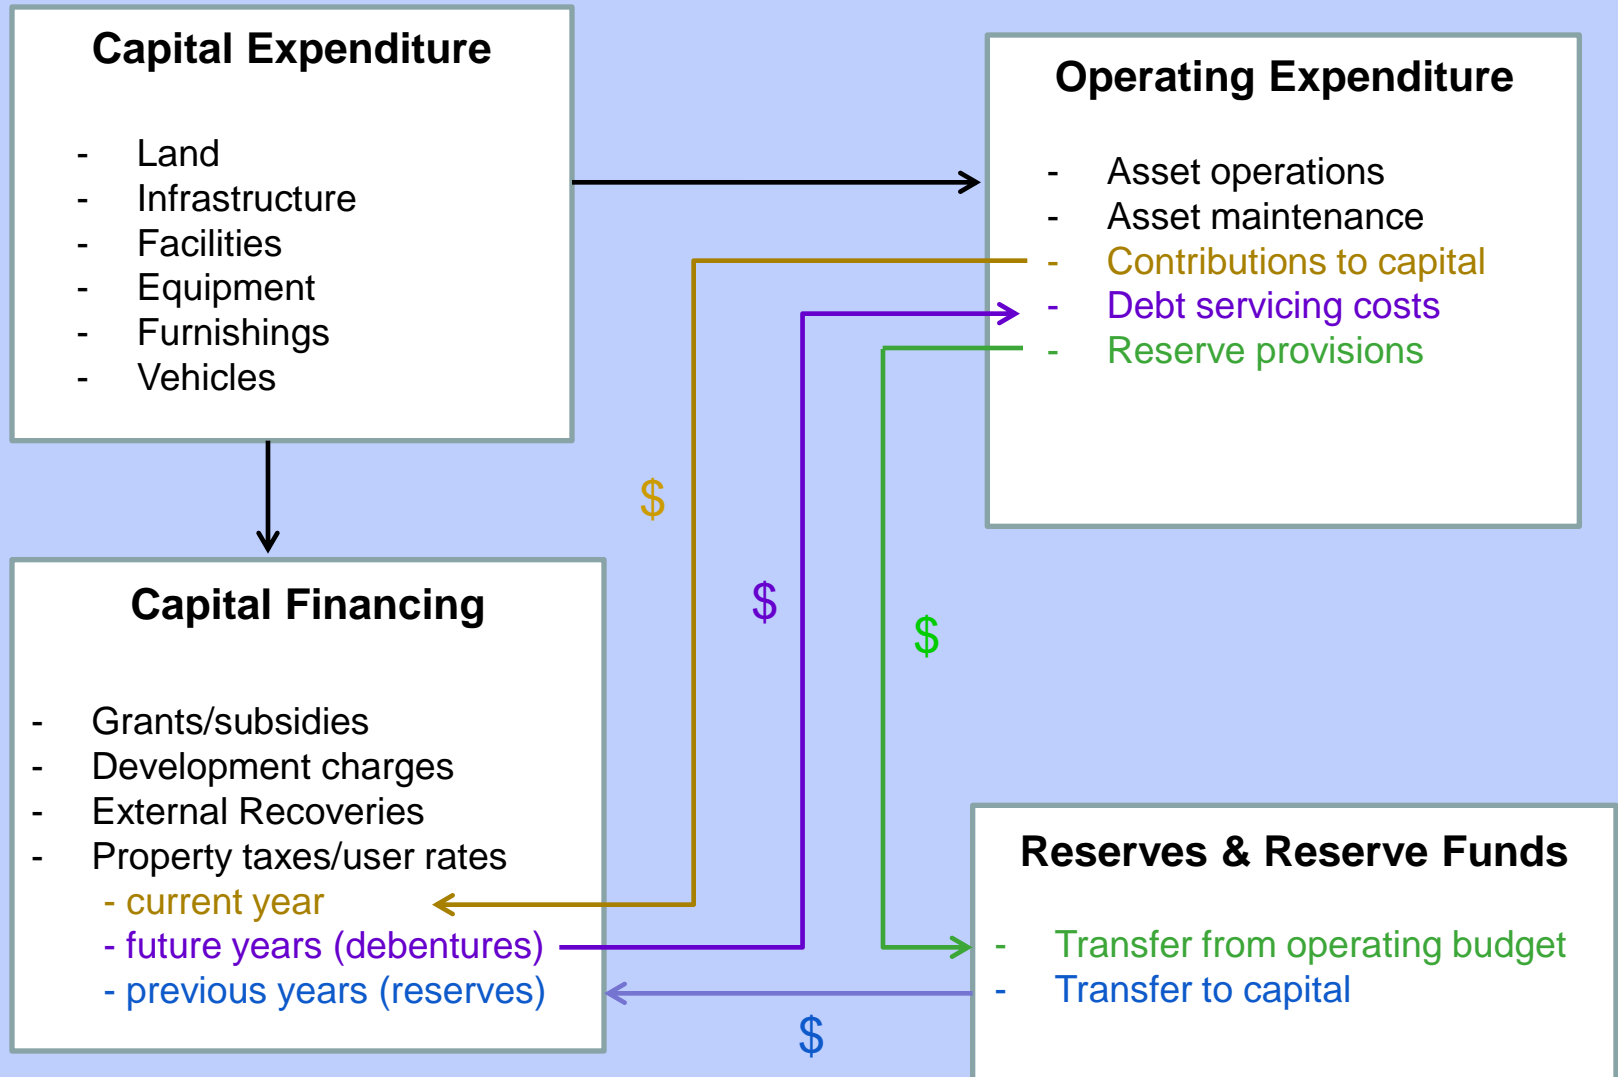 Capital Expenditure
- Land
- Infrastructure
- Facilities
- Equipment
- Furnishings
- Vehicles
Operating Expenditure
- Asset operations
- Asset maintenance
- Contributions to capital
- Debt servicing costs
- Reserve provisions
$
$
$
Capital Financing
- Grants/subsidies
- Development charges
- External Recoveries
- Property taxes/user rates
- current year
- future years (debentures)
- previous years (reserves)
$
Reserves & Reserve Funds
- Transfer from operating budget
- Transfer to capital